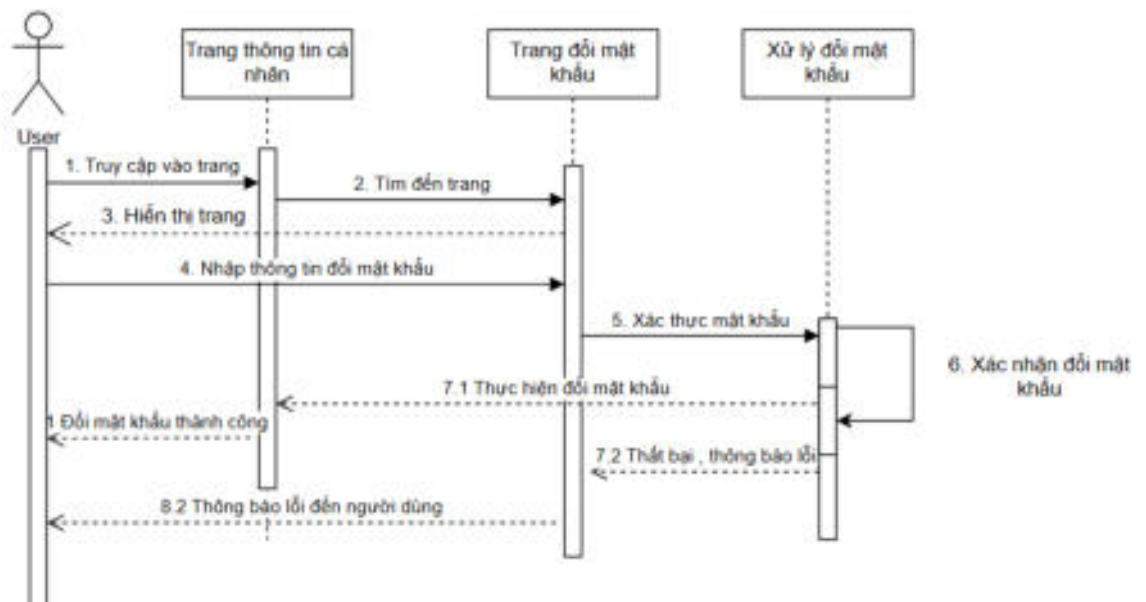 Trang thông tin cá
nhân
Trang đổi mật
khẩu
Xử lý đổi mật
khẩu
User
1. Truy cập vào trang
2. Tìm đến trang
3. Hiển thị trang
4. Nhập thông tin đổi mật khẩu
5. Xác thực mật khẩu
6. Xác nhận đổi mật
khẩu
7.1 Thực hiện đổi mật khẩu
1 Đổi mật khẩu thành công
7.2 Thất bại , thông báo lỗi
8.2 Thông báo lỗi đến người dùng